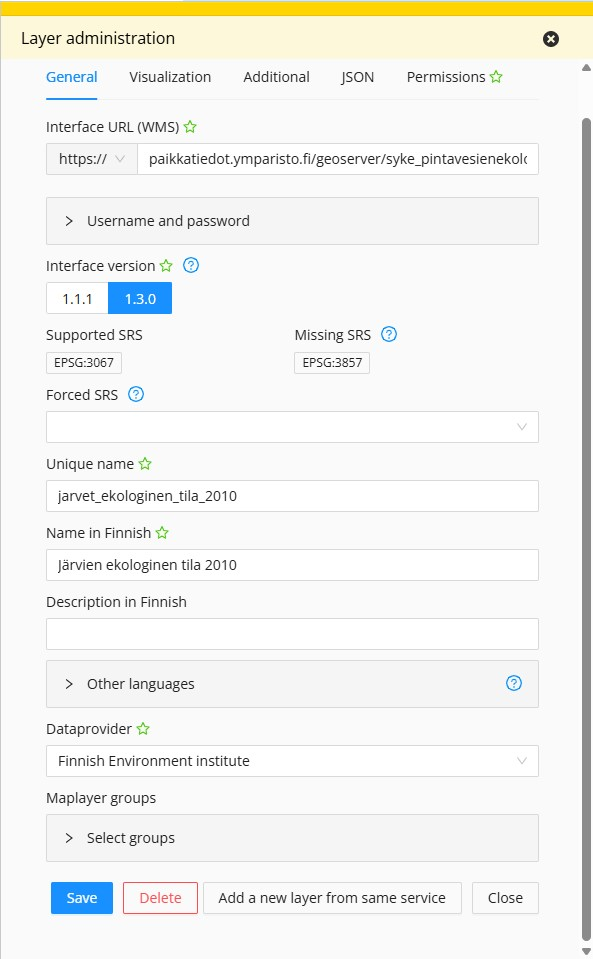 Layer administration
General Visualization Additional JSON Permissions
Interface URL (WMS)
https:// paikkatiedot.ymparisto.fi/geoserver/syke_pintavesienekolo
Username and password
Interface version
1.1.1 1.3.0
Supported SRS Missing SRS
EPSG:3067 EPSG:3857
Forced SRS
Unique name
jarvet_ekologinen_tila_2010
Name in Finnish
Järvien ekologinen tila 2010
Description in Finnish
Other languages
Dataprovider
Finnish Environment institute
Maplayer groups
Select groups
Save Delete Add a new layer from same service Close